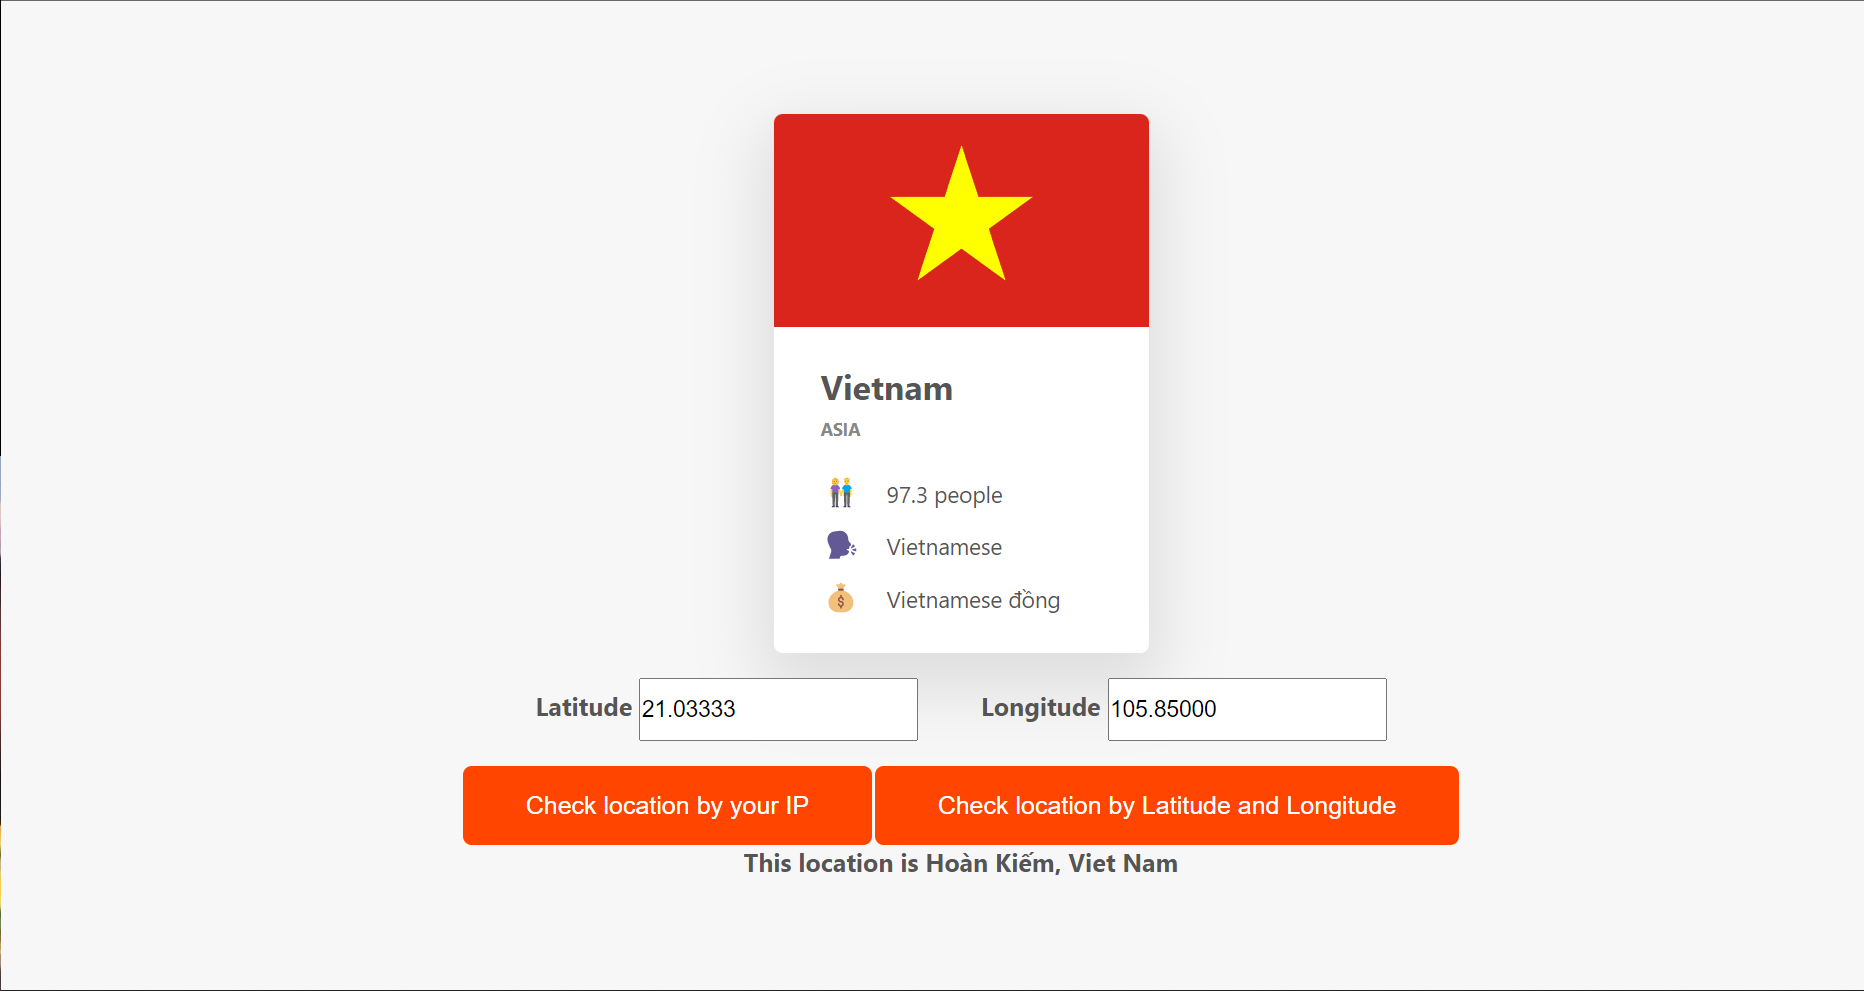 Vietnam
ASIA
97.3 people
Vietnamese
Vietnamese đồng
Latitude 21.03333 Longitude 105.85000
Check location by your IP Check location by Latitude and Longitude
This location is Hoàn Kiếm, Viet Nam